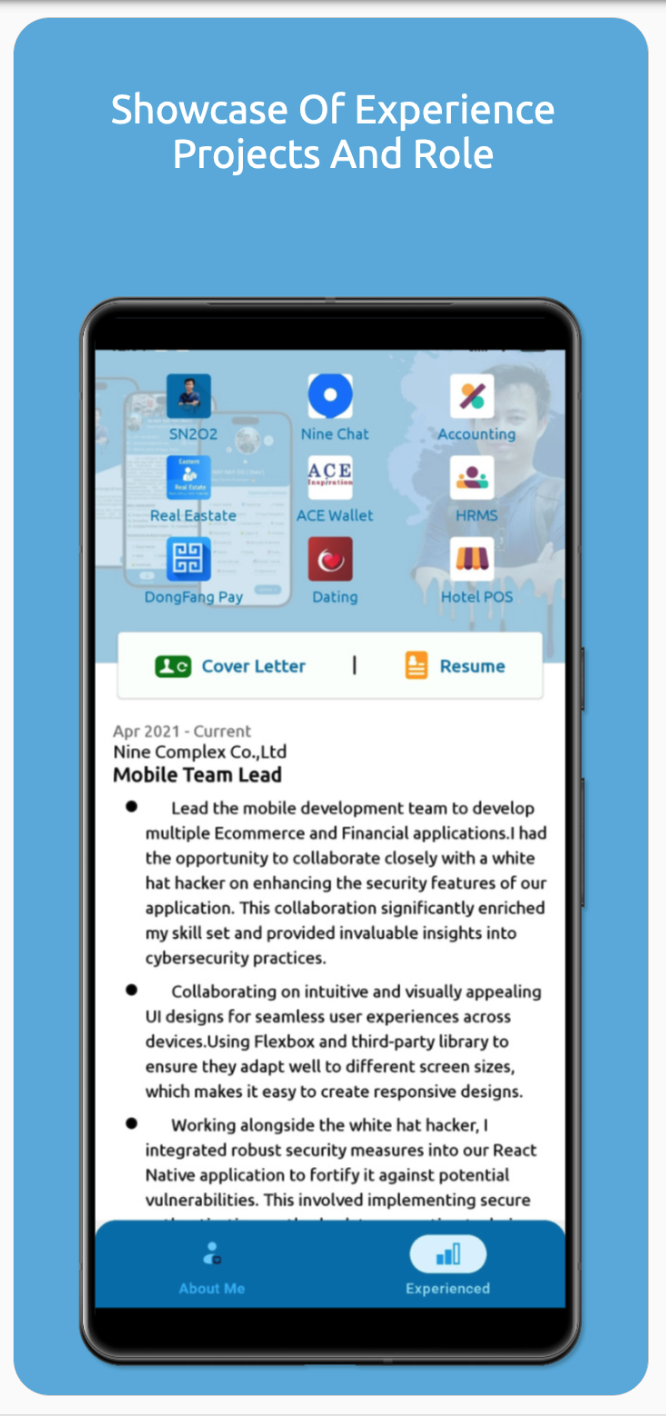 Showcase Of Experience
Projects And Role
SN2O2
Nine Chat
Accounting
Eastern
Real Estate
ACE
Inspiration
Real Eastate
ACE Wallet
HRMS
DongFang Pay
Dating
Hotel POS
Cover Letter | Resume
Apr 2021 - Current
Nine Complex Co.,Ltd
Mobile Team Lead
● Lead the mobile development team to develop
multiple Ecommerce and Financial applications.I had
the opportunity to collaborate closely with a white
hat hacker on enhancing the security features of our
application. This collaboration significantly enriched
my skill set and provided invaluable insights into
cybersecurity practices.
● Collaborating on intuitive and visually appealing
UI designs for seamless user experiences across
devices.Using Flexbox and third-party library to
ensure they adapt well to different screen sizes,
which makes it easy to create responsive designs.
● Working alongside the white hat hacker, I
integrated robust security measures into our React
Native application to fortify it against potential
vulnerabilities. This involved implementing secure
About Me
Experienced